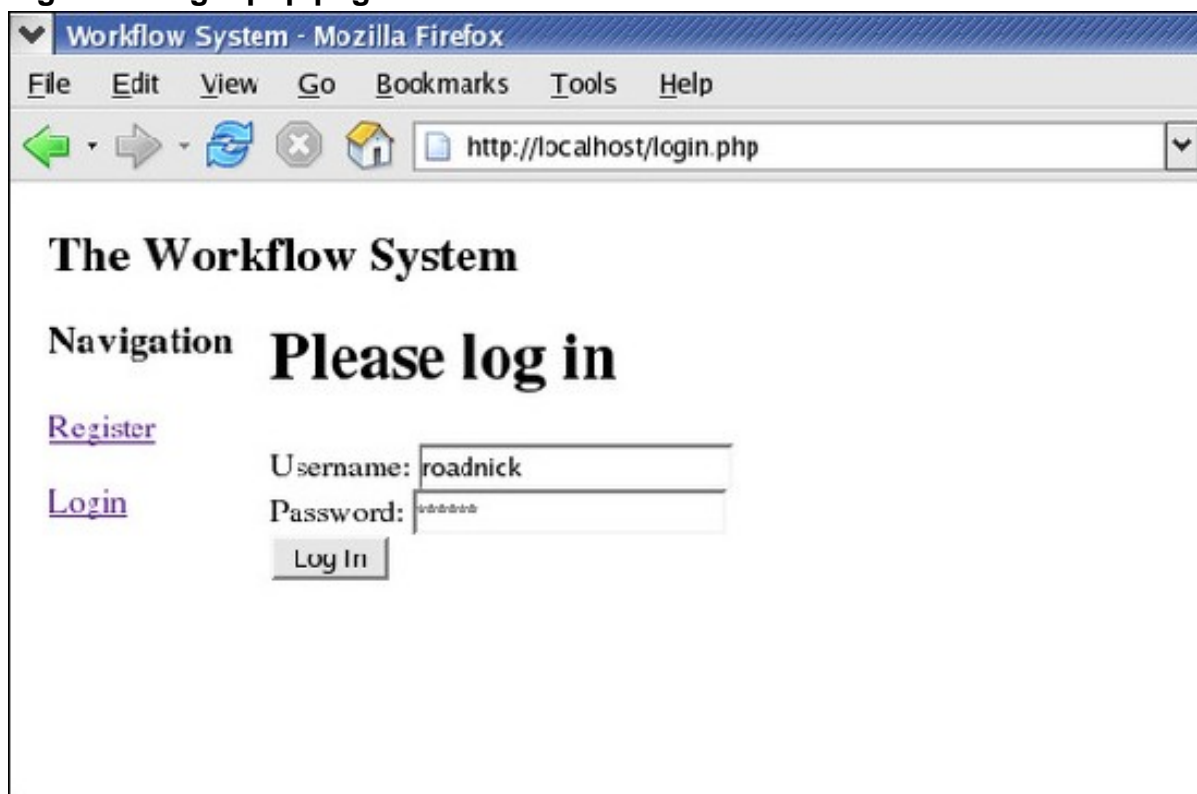 Workflow System - Mozilla Firefox
File Edit View Go Bookmarks Tools Help
http://localhost/login.php
The Workflow System
Navigation
Please log in
Register
Username: roadnick
Login
Password: ******
Log In